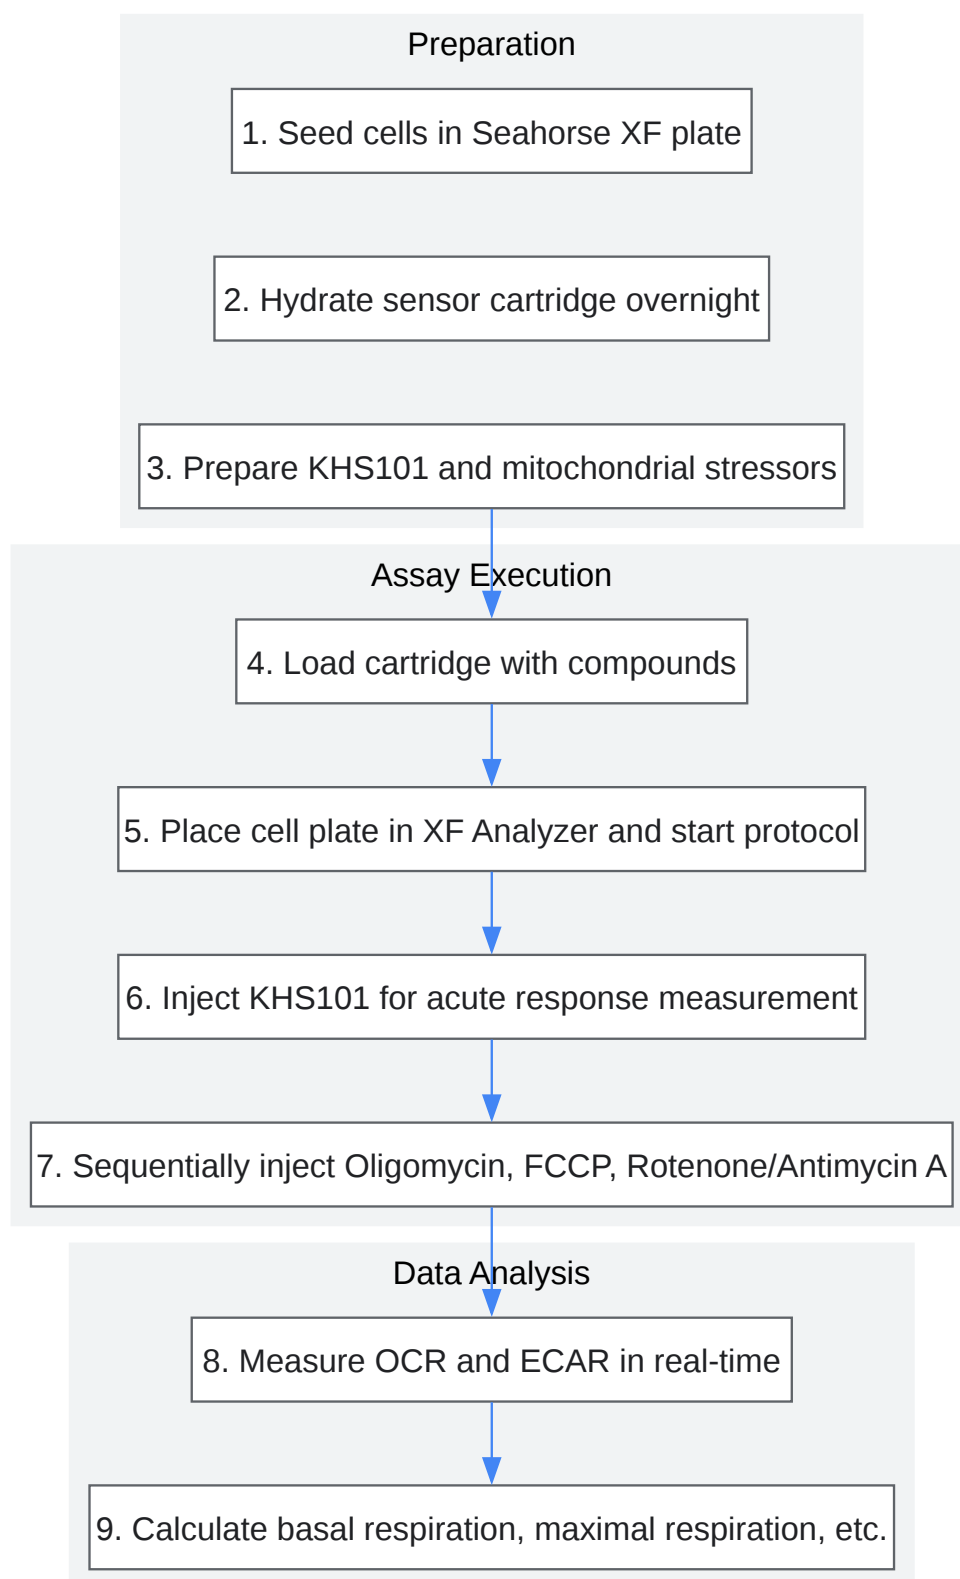 Preparation
1. Seed cells in Seahorse XF plate
2. Hydrate sensor cartridge overnight
3. Prepare KHS101 and mitochondrial stressors
Assay Execution
4. Load cartridge with compounds
5. Place cell plate in XF Analyzer and start protocol
6. Inject KHS101 for acute response measurement
7. Sequentially inject Oligomycin, FCCP, Rotenone/Antimycin A
Data Analysis
8. Measure OCR and ECAR in real-time
9. Calculate basal respiration, maximal respiration, etc.